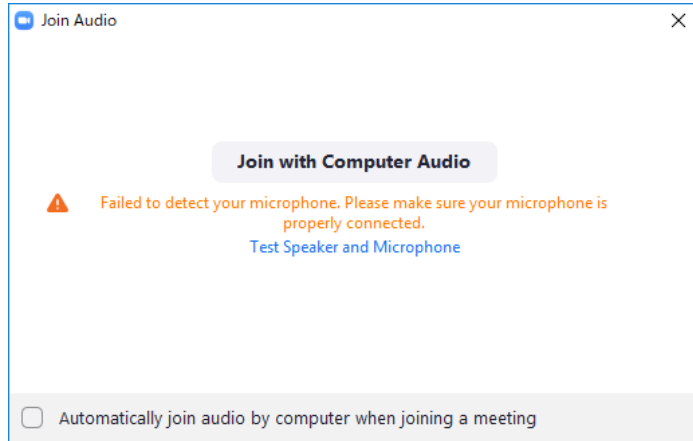 Join Audio
Join with Computer Audio
Failed to detect your microphone. Please make sure your microphone is
properly connected.
Test Speaker and Microphone
Automatically join audio by computer when joining a meeting